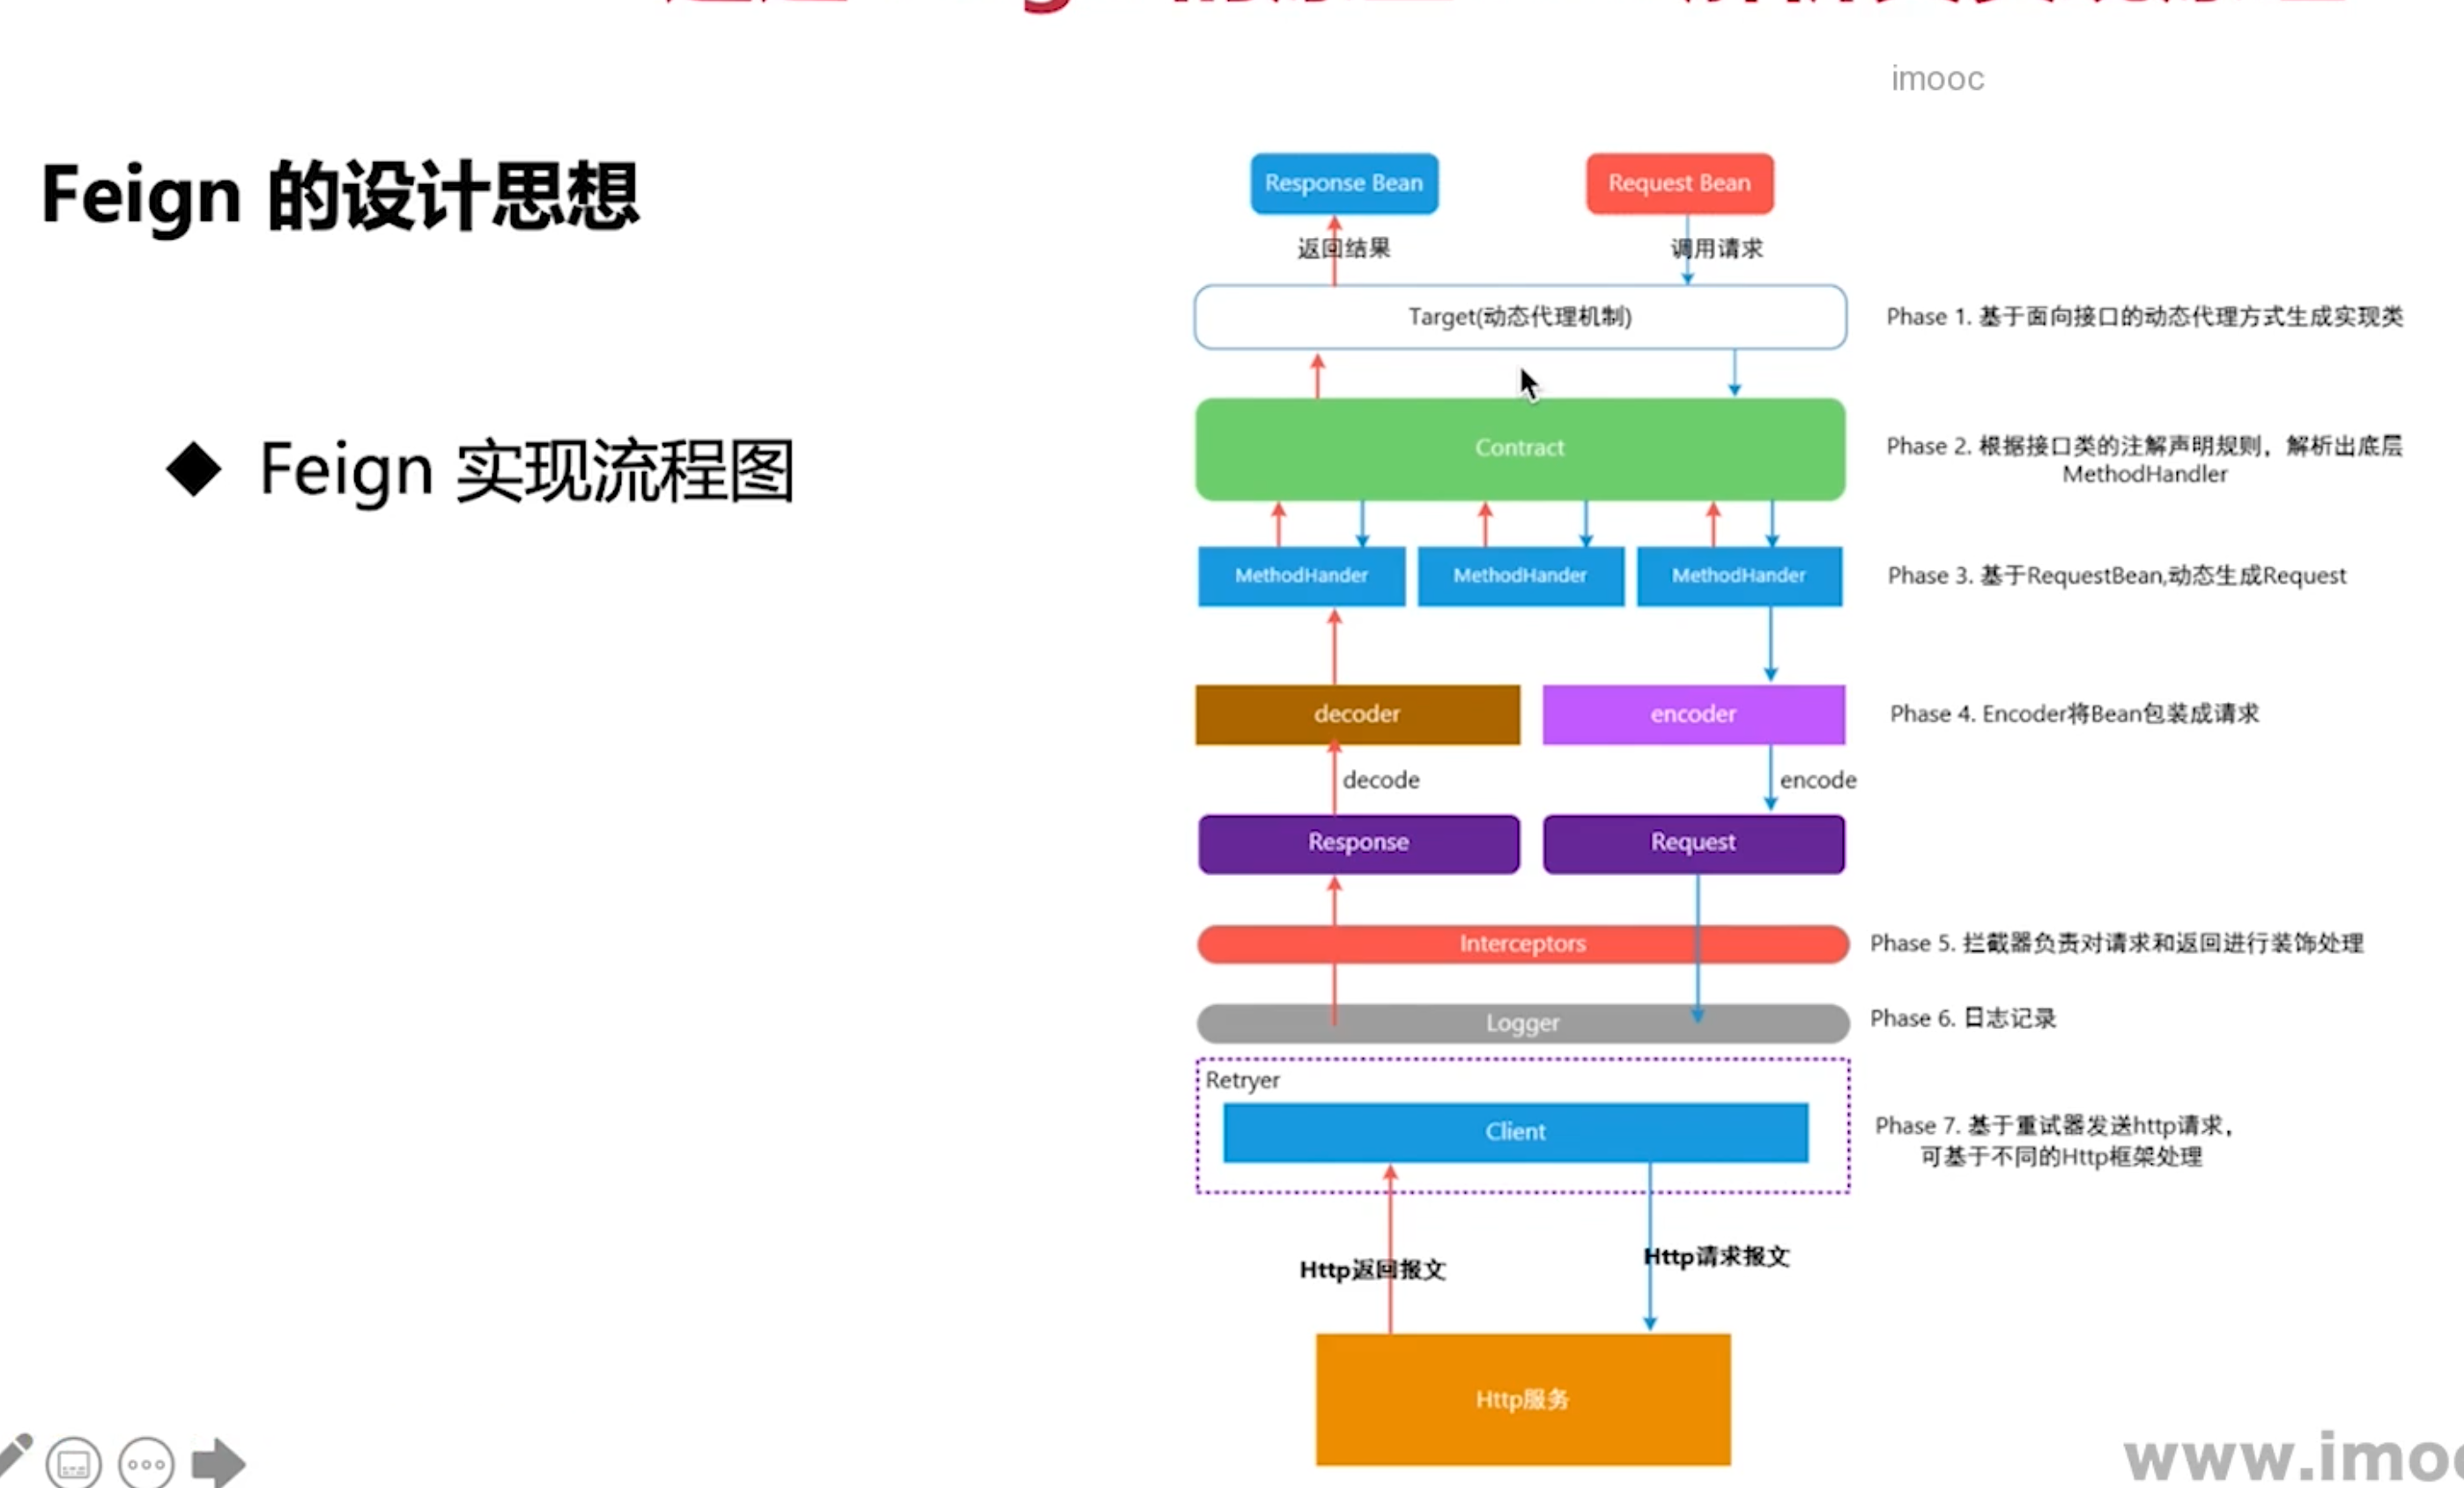 imooc
Feign 的设计思想
Feign 实现流程图
Response Bean
Request Bean
返回结果
调用请求
Target(动态代理机制)
Phase 1. 基于面向接口的动态代理方式生成实现类
Contract
Phase 2. 根据接口类的注解声明规则，解析出底层
MethodHandler
MethodHander
MethodHander
MethodHander
Phase 3. 基于RequestBean,动态生成Request
decoder
encoder
Phase 4. Encoder将Bean包装成请求
decode
encode
Response
Request
Interceptors
Phase 5. 拦截器负责对请求和返回进行装饰处理
Logger
Phase 6. 日志记录
Retryer
Client
Phase 7. 基于重试器发送http请求，
可基于不同的Http框架处理
Http返回报文
Http请求报文
Http服务
www.imoo